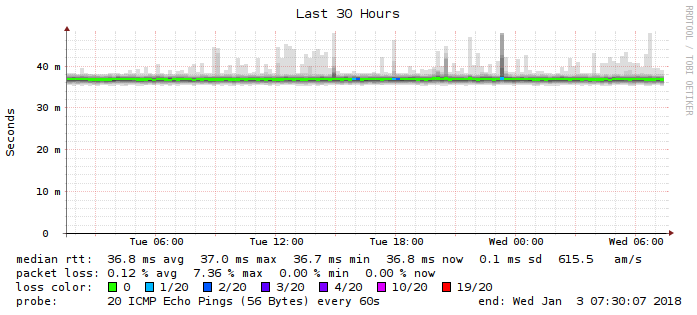 Last 30 Hours
RRDTOOL / TOBI OETIKER
Seconds
40 m
30 m
20 m
10 m
0
Tue 06:00 Tue 12:00 Tue 18:00 Wed 00:00 Wed 06:00
median rtt: 36.8 ms avg 37.0 ms max 36.7 ms min 36.8 ms now 0.1 ms sd 615.5 am/s
packet loss: 0.12 % avg 7.36 % max 0.00 % min 0.00 % now
loss color: 0 1/20 2/20 3/20 4/20 10/20 19/20
probe: 20 ICMP Echo Pings (56 Bytes) every 60s end: Wed Jan 3 07:30:07 2018